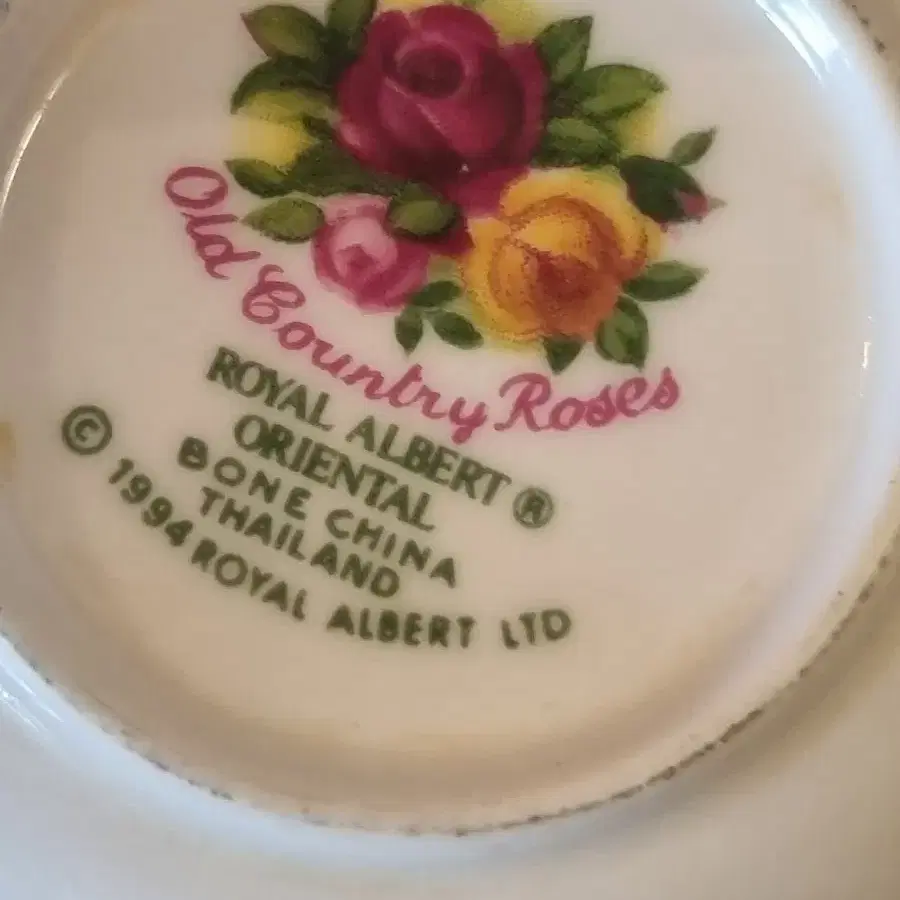 Old Country Roses
ROYAL ALBERT ®
ORIENTAL
BONE CHINA
THAILAND
© 1994 ROYAL ALBERT LTD